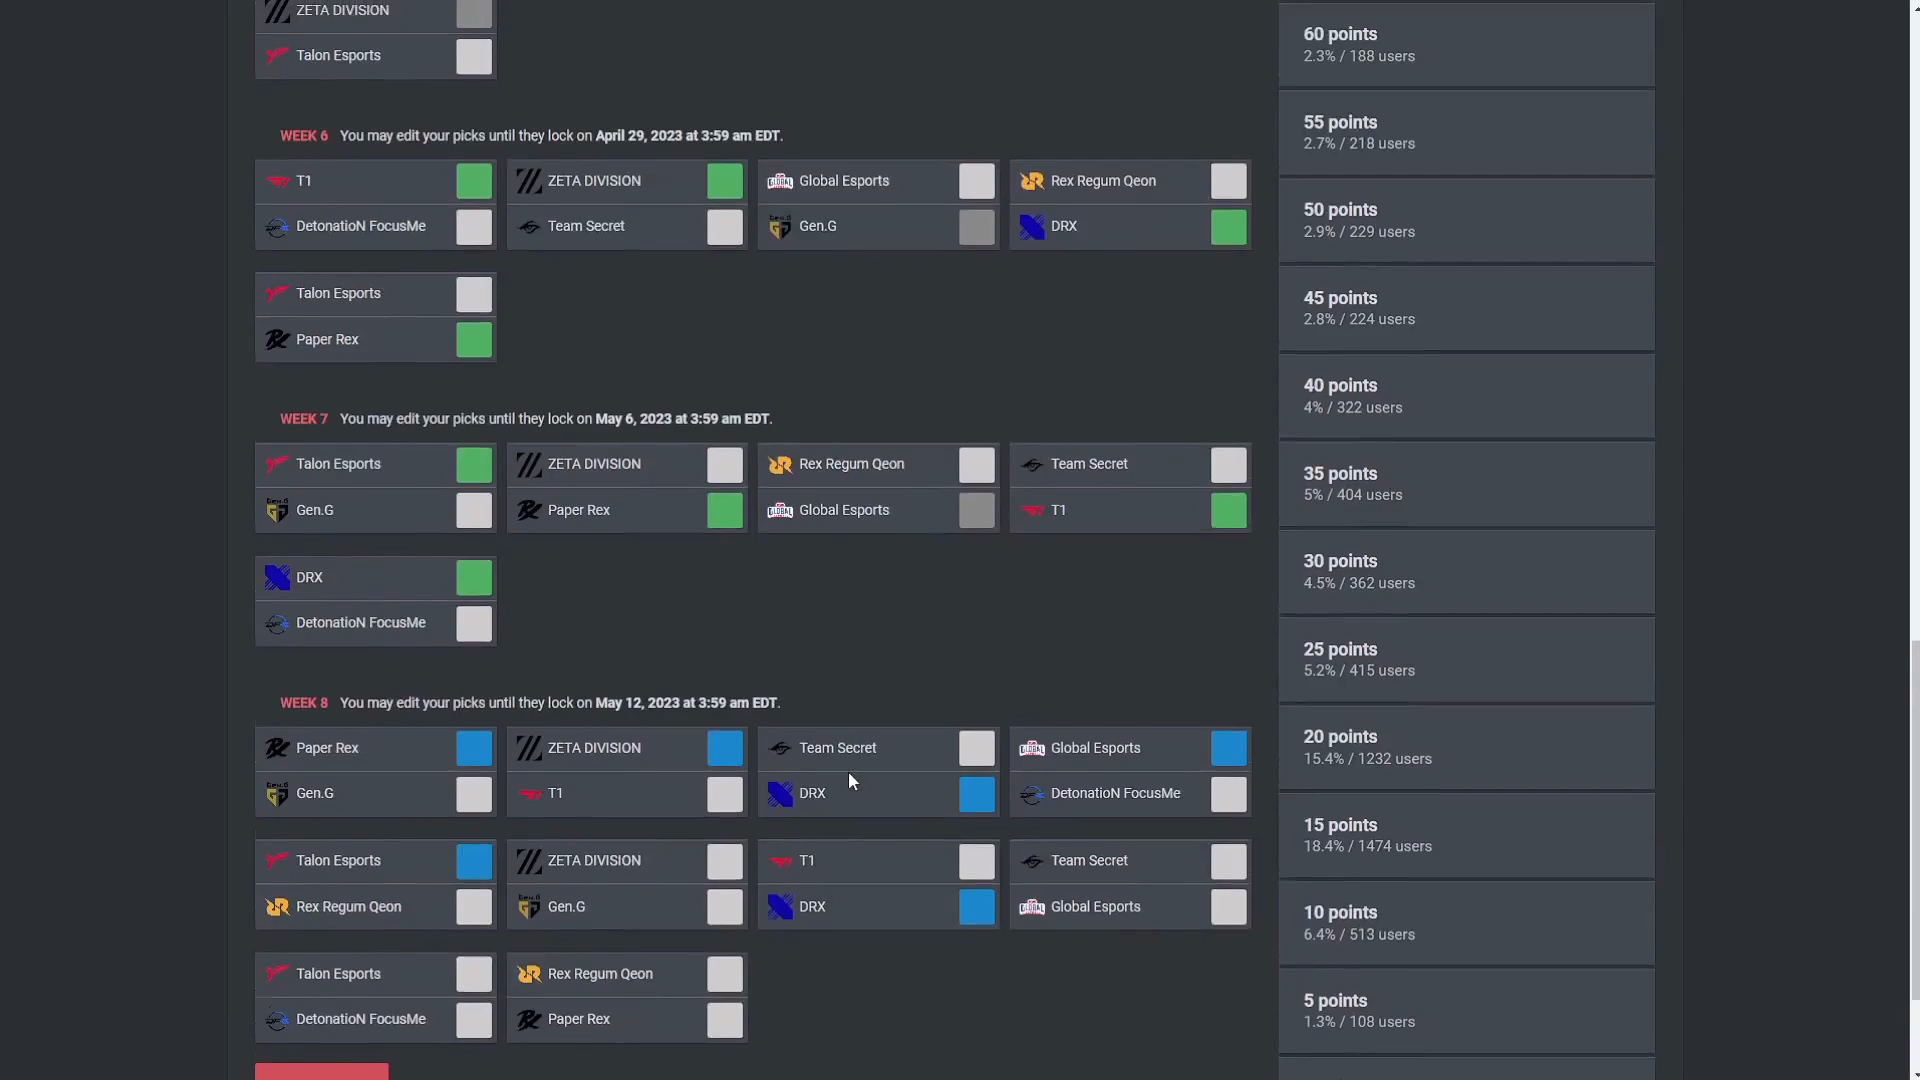 ZETA DIVISION
Talon Esports
WEEK 6 You may edit your picks until they lock on April 29, 2023 at 3:59 am EDT.
T1
DetonatioN FocusMe
ZETA DIVISION
Team Secret
Global Esports
Gen.G
Rex Regum Qeon
DRX
Talon Esports
Paper Rex
WEEK 7 You may edit your picks until they lock on May 6, 2023 at 3:59 am EDT.
Talon Esports
Gen.G
ZETA DIVISION
Paper Rex
Rex Regum Qeon
Global Esports
Team Secret
T1
DRX
DetonatioN FocusMe
WEEK 8 You may edit your picks until they lock on May 12, 2023 at 3:59 am EDT.
Paper Rex
Gen.G
ZETA DIVISION
T1
Team Secret
DRX
Global Esports
DetonatioN FocusMe
Talon Esports
Rex Regum Qeon
ZETA DIVISION
Gen.G
T1
DRX
Team Secret
Global Esports
Talon Esports
DetonatioN FocusMe
Rex Regum Qeon
Paper Rex
60 points
2.3% / 188 users
55 points
2.7% / 218 users
50 points
2.9% / 229 users
45 points
2.8% / 224 users
40 points
4% / 322 users
35 points
5% / 404 users
30 points
4.5% / 362 users
25 points
5.2% / 415 users
20 points
15.4% / 1232 users
15 points
18.4% / 1474 users
10 points
6.4% / 513 users
5 points
1.3% / 108 users